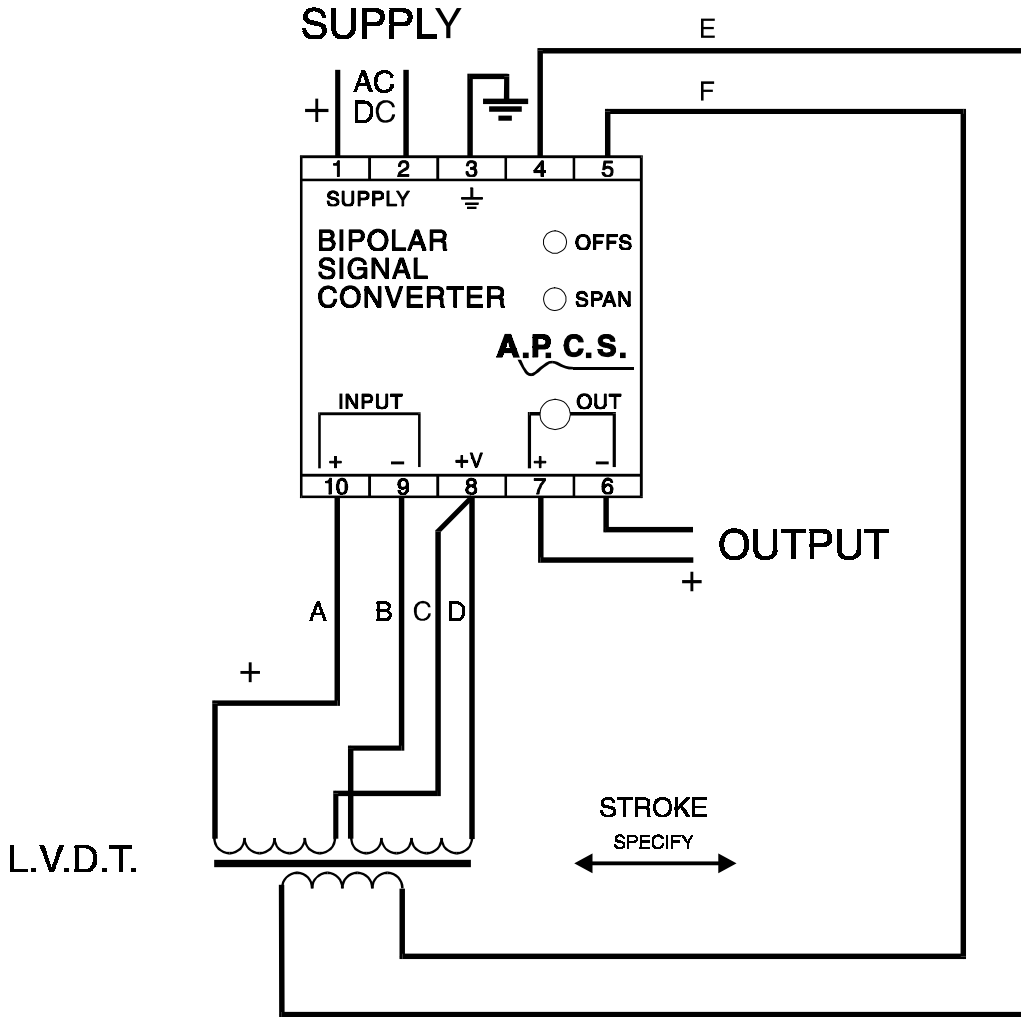 SUPPLY
E
AC
+ DC
F
1 2 3 4 5
SUPPLY
BIPOLAR
SIGNAL
CONVERTER
OFFS
SPAN
A.P.C.S.
INPUT
OUT
+ − +V + −
10 9 8 7 6
OUTPUT
+
A B C D
+
STROKE
SPECIFY
L.V.D.T.